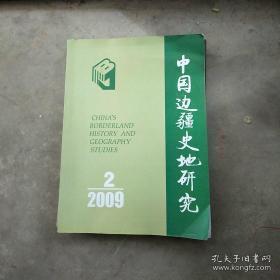 CHINA'S
BORDERLAND
HISTORY AND
GEOGRAPHY
STUDIES
2
2009
中国边疆史地研究
孔夫子旧书网